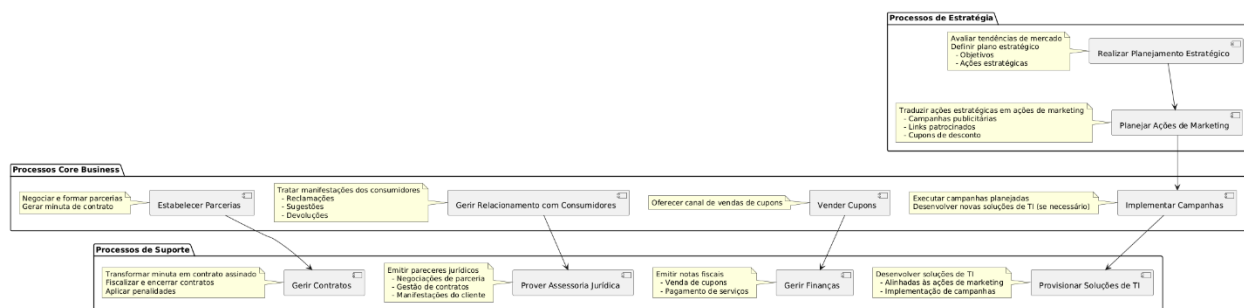 Processos de Estratégia
Avaliar tendências de mercado
Definir plano estratégico
- Objetivos
- Ações estratégicas
Realizar Planejamento Estratégico
Traduzir ações estratégicas em ações de marketing
- Campanhas publicitárias
- Links patrocinados
- Cupons de desconto
Planejar Ações de Marketing
Processos Core Business
Negociar e formar parcerias
Gerar minuta de contrato
Estabelecer Parcerias
Tratar manifestações dos consumidores
- Reclamações
- Sugestões
- Devoluções
Gerir Relacionamento com Consumidores
Oferecer canal de vendas de cupons
Vender Cupons
Executar campanhas planejadas
Desenvolver novas soluções de TI (se necessário)
Implementar Campanhas
Processos de Suporte
Transformar minuta em contrato assinado
Fiscalizar e encerrar contratos
Aplicar penalidades
Gerir Contratos
Emitir pareceres jurídicos
- Negociações de parceria
- Gestão de contratos
- Manifestações do cliente
Prover Assessoria Jurídica
Emitir notas fiscais
- Venda de cupons
- Pagamento de serviços
Gerir Finanças
Desenvolver soluções de TI
- Alinhadas às ações de marketing
- Implementação de campanhas
Provisionar Soluções de TI